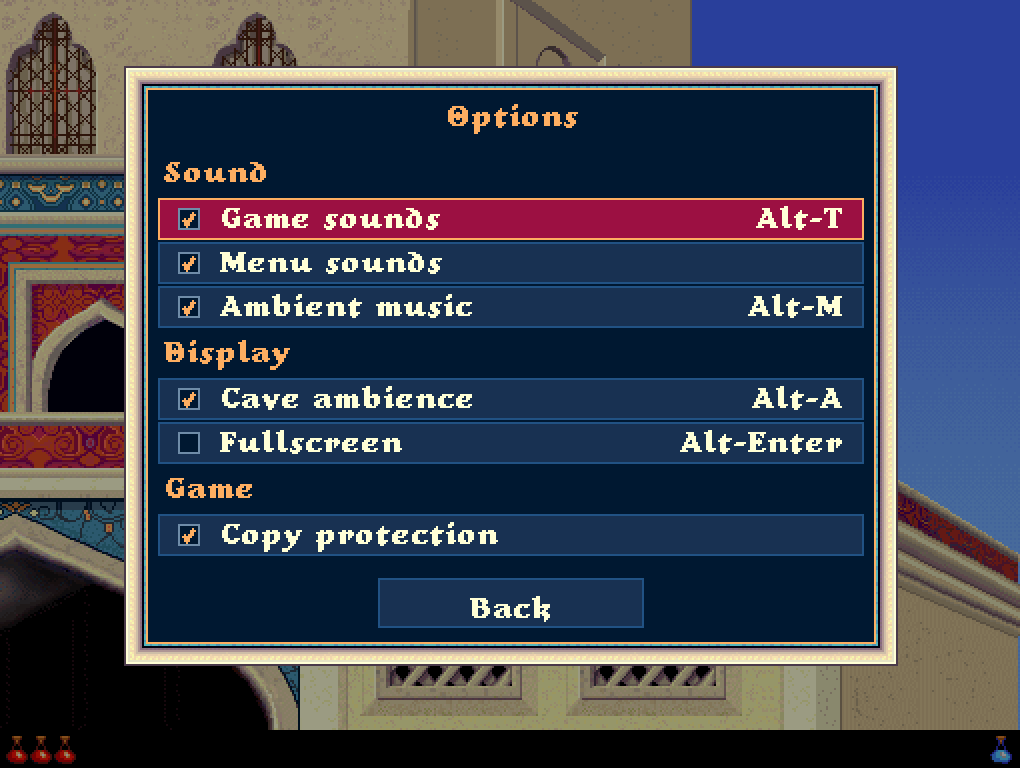 Options
Sound
Game sounds Alt-T
Menu sounds
Ambient music Alt-M
Display
Cave ambience Alt-A
Fullscreen Alt-Enter
Game
Copy protection
Back